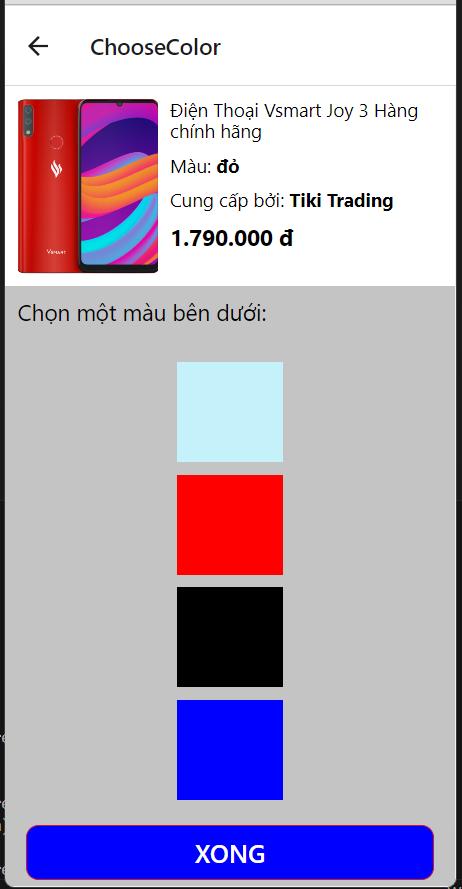 ChooseColor
Điện Thoại Vsmart Joy 3 Hàng
chính hãng
Màu: đỏ
Cung cấp bởi: Tiki Trading
1.790.000 đ
Vsmart
Chọn một màu bên dưới:
XONG